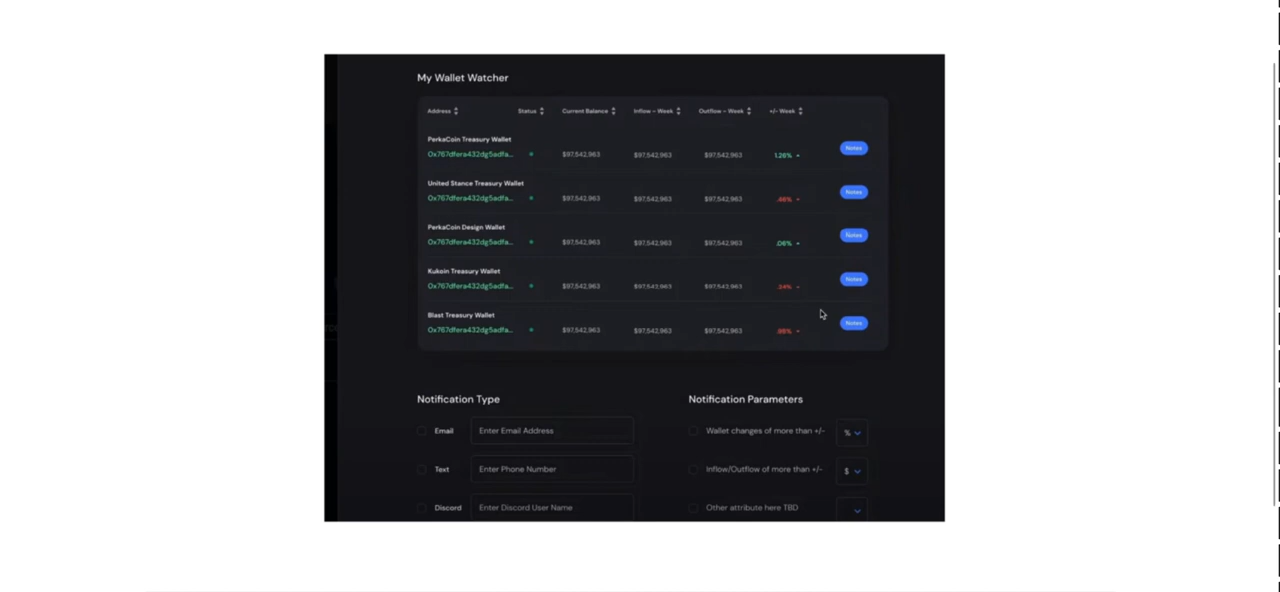 My Wallet Watcher
Address Status Current Balance Inflow - Week Outflow - Week +/- Week
PerkaCoin Treasury Wallet
0x767dfera432dg5adfa... $97,542,963 $97,542,963 $97,542,963 1.26% Notes
United Stance Treasury Wallet
0x767dfera432dg5adfa... $97,542,963 $97,542,963 $97,542,963 Notes
PerkaCoin Design Wallet
0x767dfera432dg5adfa... $97,542,963 $97,542,963 $97,542,963 .06% Notes
Kukoin Treasury Wallet
0x767dfera432dg5adfa... $97,542,963 $97,542,963 $97,542,963 Notes
Blast Treasury Wallet
0x767dfera432dg5adfa... $97,542,963 $97,542,963 $97,542,963 Notes
Notification Type Notification Parameters
Email Enter Email Address Wallet changes of more than +/- %
Text Enter Phone Number Inflow/Outflow of more than +/- $
Discord Enter Discord User Name Other attribute here TBD